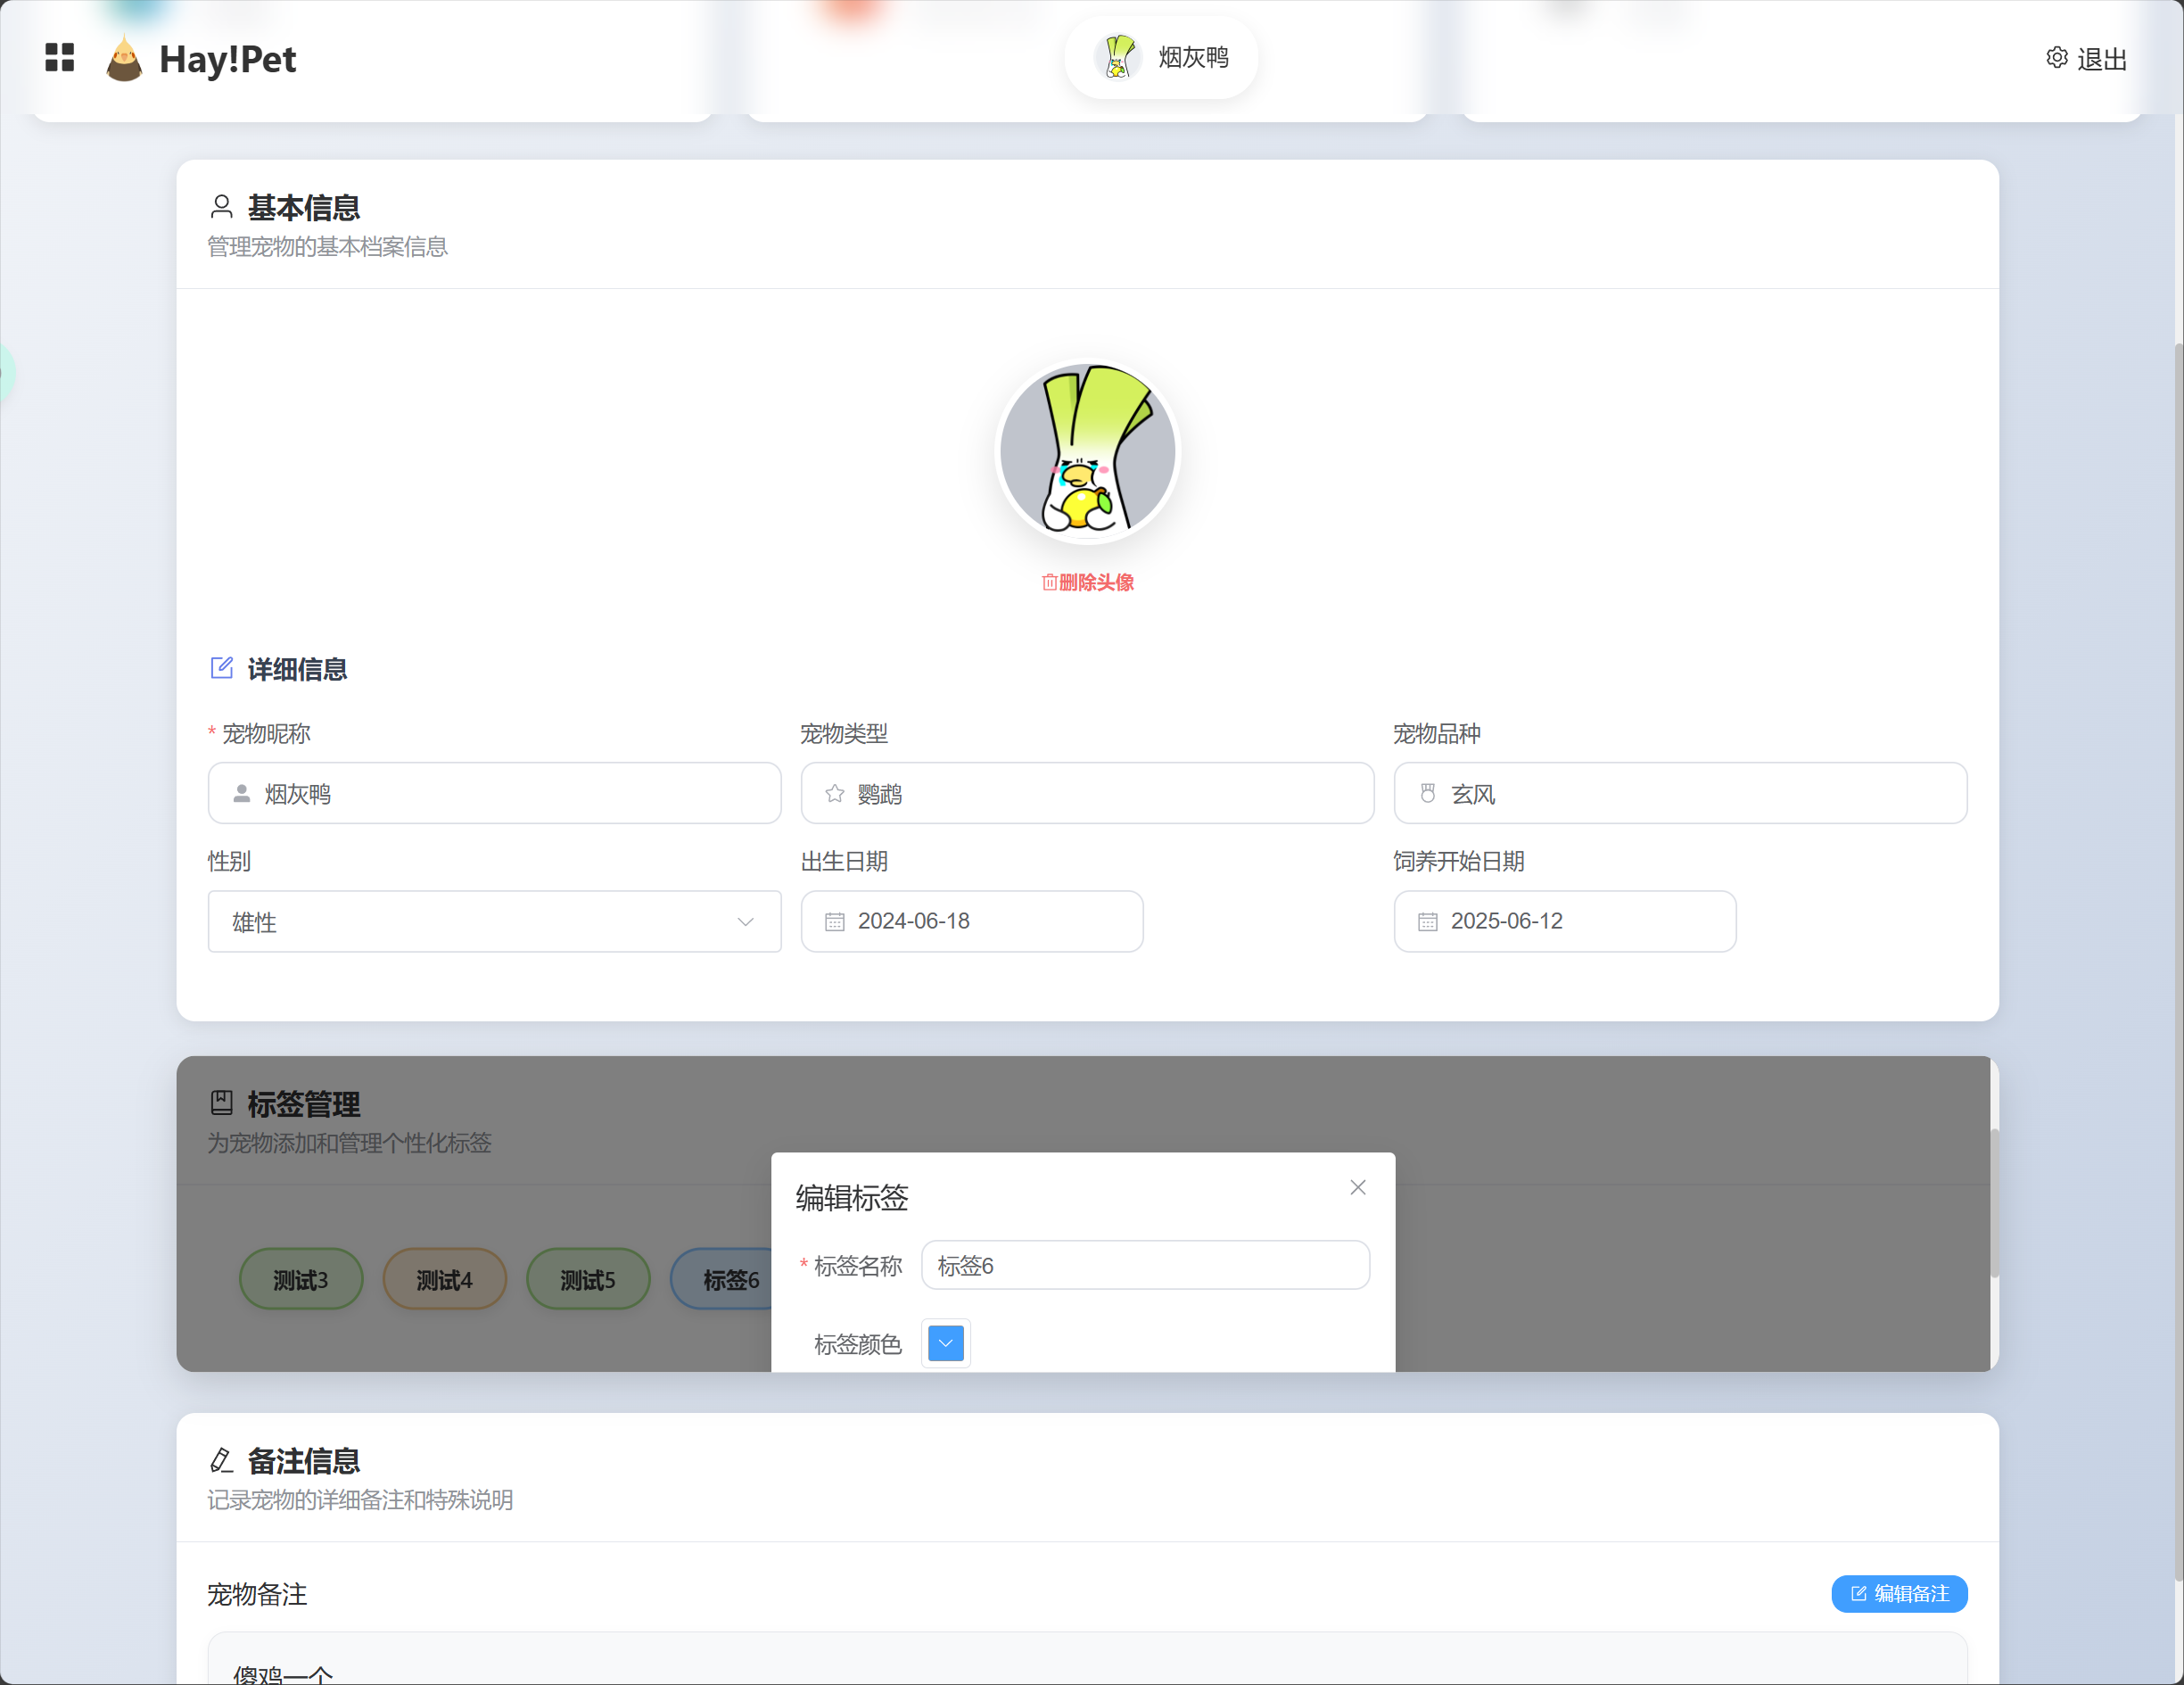 Hay!Pet
烟灰鸭
退出
基本信息
管理宠物的基本档案信息
删除头像
详细信息
* 宠物昵称
宠物类型
宠物品种
烟灰鸭
鹦鹉
玄风
性别
出生日期
饲养开始日期
雄性
2024-06-18
2025-06-12
标签管理
为宠物添加和管理个性化标签
编辑标签
* 标签名称
标签6
测试3
测试4
测试5
标签6
标签颜色
备注信息
记录宠物的详细备注和特殊说明
宠物备注
编辑备注
傻鸡一个